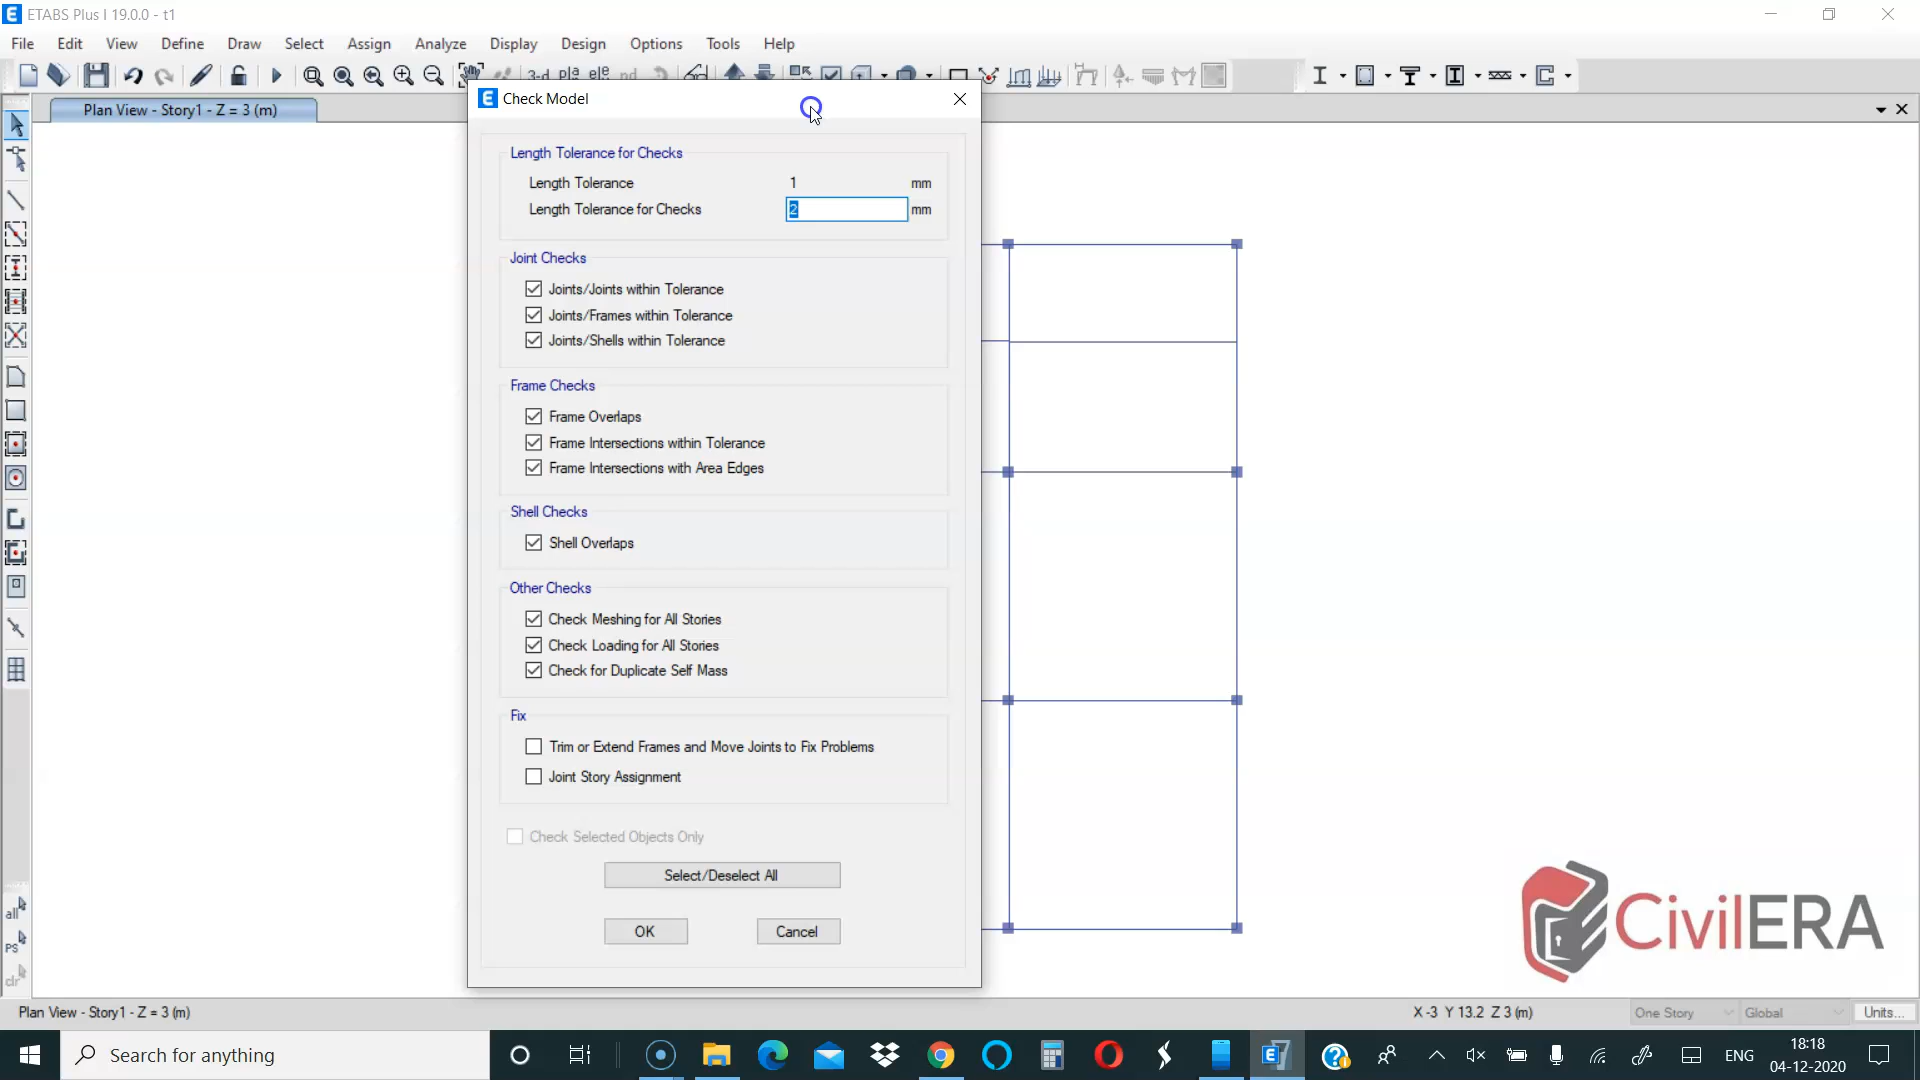 ETABS Plus I 19.0.0 - t1
File Edit View Define Draw Select Assign Analyze Display Design Options Tools Help
3-d
nd
Plan View - Story1 - Z = 3 (m)
Check Model
Length Tolerance for Checks
Length Tolerance 1 mm
Length Tolerance for Checks 2 mm
Joint Checks
Joints/Joints within Tolerance
Joints/Frames within Tolerance
Joints/Shells within Tolerance
Frame Checks
Frame Overlaps
Frame Intersections within Tolerance
Frame Intersections with Area Edges
Shell Checks
Shell Overlaps
Other Checks
Check Meshing for All Stories
Check Loading for All Stories
Check for Duplicate Self Mass
Fix
Trim or Extend Frames and Move Joints to Fix Problems
Joint Story Assignment
Check Selected Objects Only
Select/Deselect All
OK Cancel
all
PS
clr
CivilERA
Plan View - Story1 - Z = 3 (m) X -3 Y 13.2 Z 3 (m) One Story Global Units...
Search for anything
ENG
18:18
04-12-2020